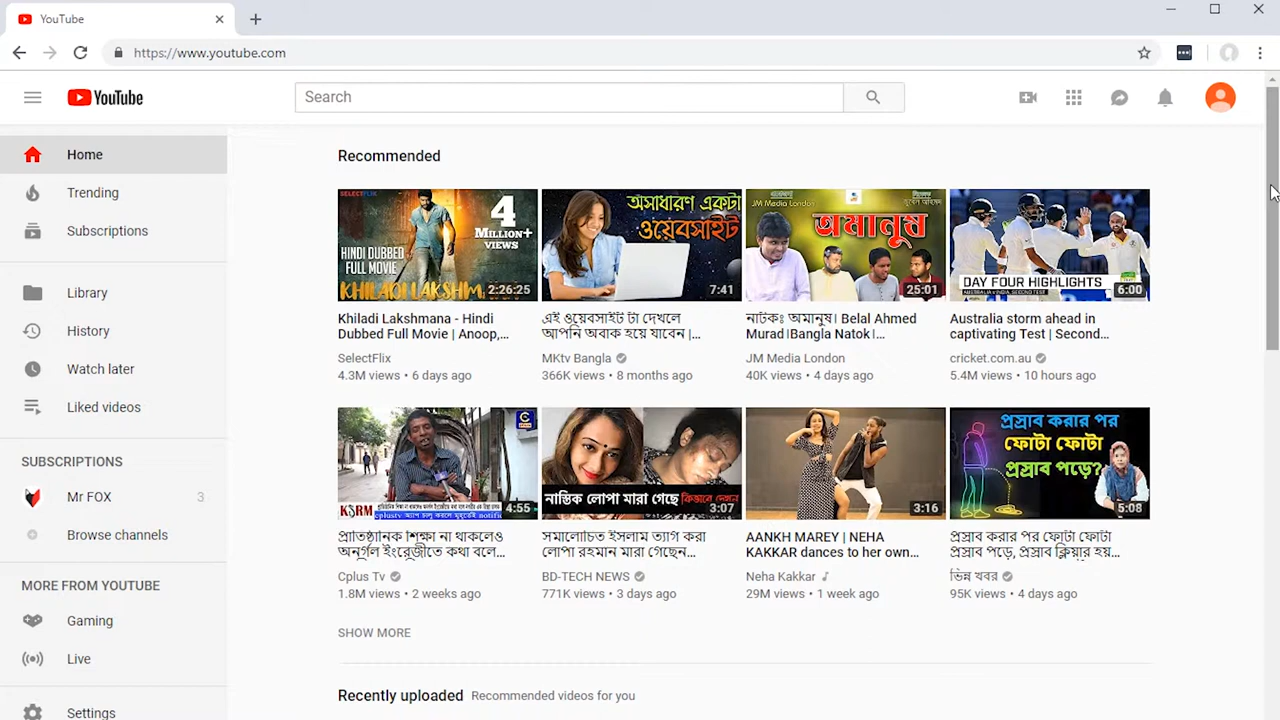 YouTube
https://www.youtube.com
YouTube
Search
Home
Trending
Subscriptions
Library
History
Watch later
Liked videos
SUBSCRIPTIONS
Mr FOX 3
Browse channels
MORE FROM YOUTUBE
Gaming
Live
Settings
Recommended
SELECTFLIX
4
MILLION+
VIEWS
HINDI DUBBED
FULL MOVIE
2:26:25
Khiladi Lakshmana - Hindi
Dubbed Full Movie | Anoop,...
SelectFlix
4.3M views • 6 days ago
অসাধারণ একটা
ওয়েবসাইট
7:41
এই ওয়েবসাইট টা দেখলে
আপনি অবাক হয়ে যাবেন |...
MKtv Bangla
366K views • 8 months ago
JM Media London
অমানুষ
25:01
নাটকঃ অমানুষ। Belal Ahmed
Murad।Bangla Natok।...
JM Media London
40K views • 4 days ago
DAY FOUR HIGHLIGHTS
AUSTRALIA v INDIA, SECOND TEST
6:00
Australia storm ahead in
captivating Test | Second...
cricket.com.au
5.4M views • 10 hours ago
KSRM
4:55
প্রাতিষ্ঠানিক শিক্ষা না থাকলেও
অনর্গল ইংরেজীতে কথা বলে...
Cplus Tv
1.8M views • 2 weeks ago
নাস্তিক লোপা মারা গেছে কিভাবে দেখুন
3:07
সমালোচিত ইসলাম ত্যাগ করা
লোপা রহমান মারা গেছেন...
BD-TECH NEWS
771K views • 3 days ago
3:16
AANKH MAREY | NEHA
KAKKAR dances to her own...
Neha Kakkar
29M views • 1 week ago
প্রস্রাব করার পর
ফোটা ফোটা
প্রস্রাব পড়ে?
5:08
প্রস্রাব করার পর ফোটা ফোটা
প্রস্রাব পড়ে, প্রস্রাব ক্লিয়ার হয়...
ভিন্ন খবর
95K views • 4 days ago
SHOW MORE
Recently uploaded Recommended videos for you